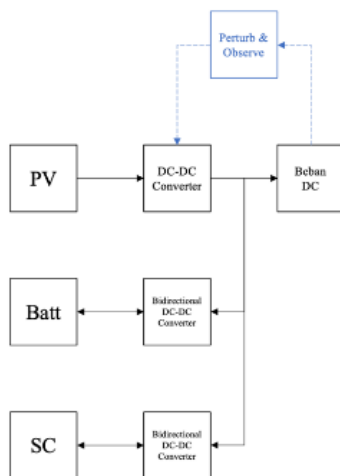 Perturb &
Observe
PV
DC-DC
Converter
Beban
DC
Batt
Bidirectional
DC-DC
Converter
SC
Bidirectional
DC-DC
Converter